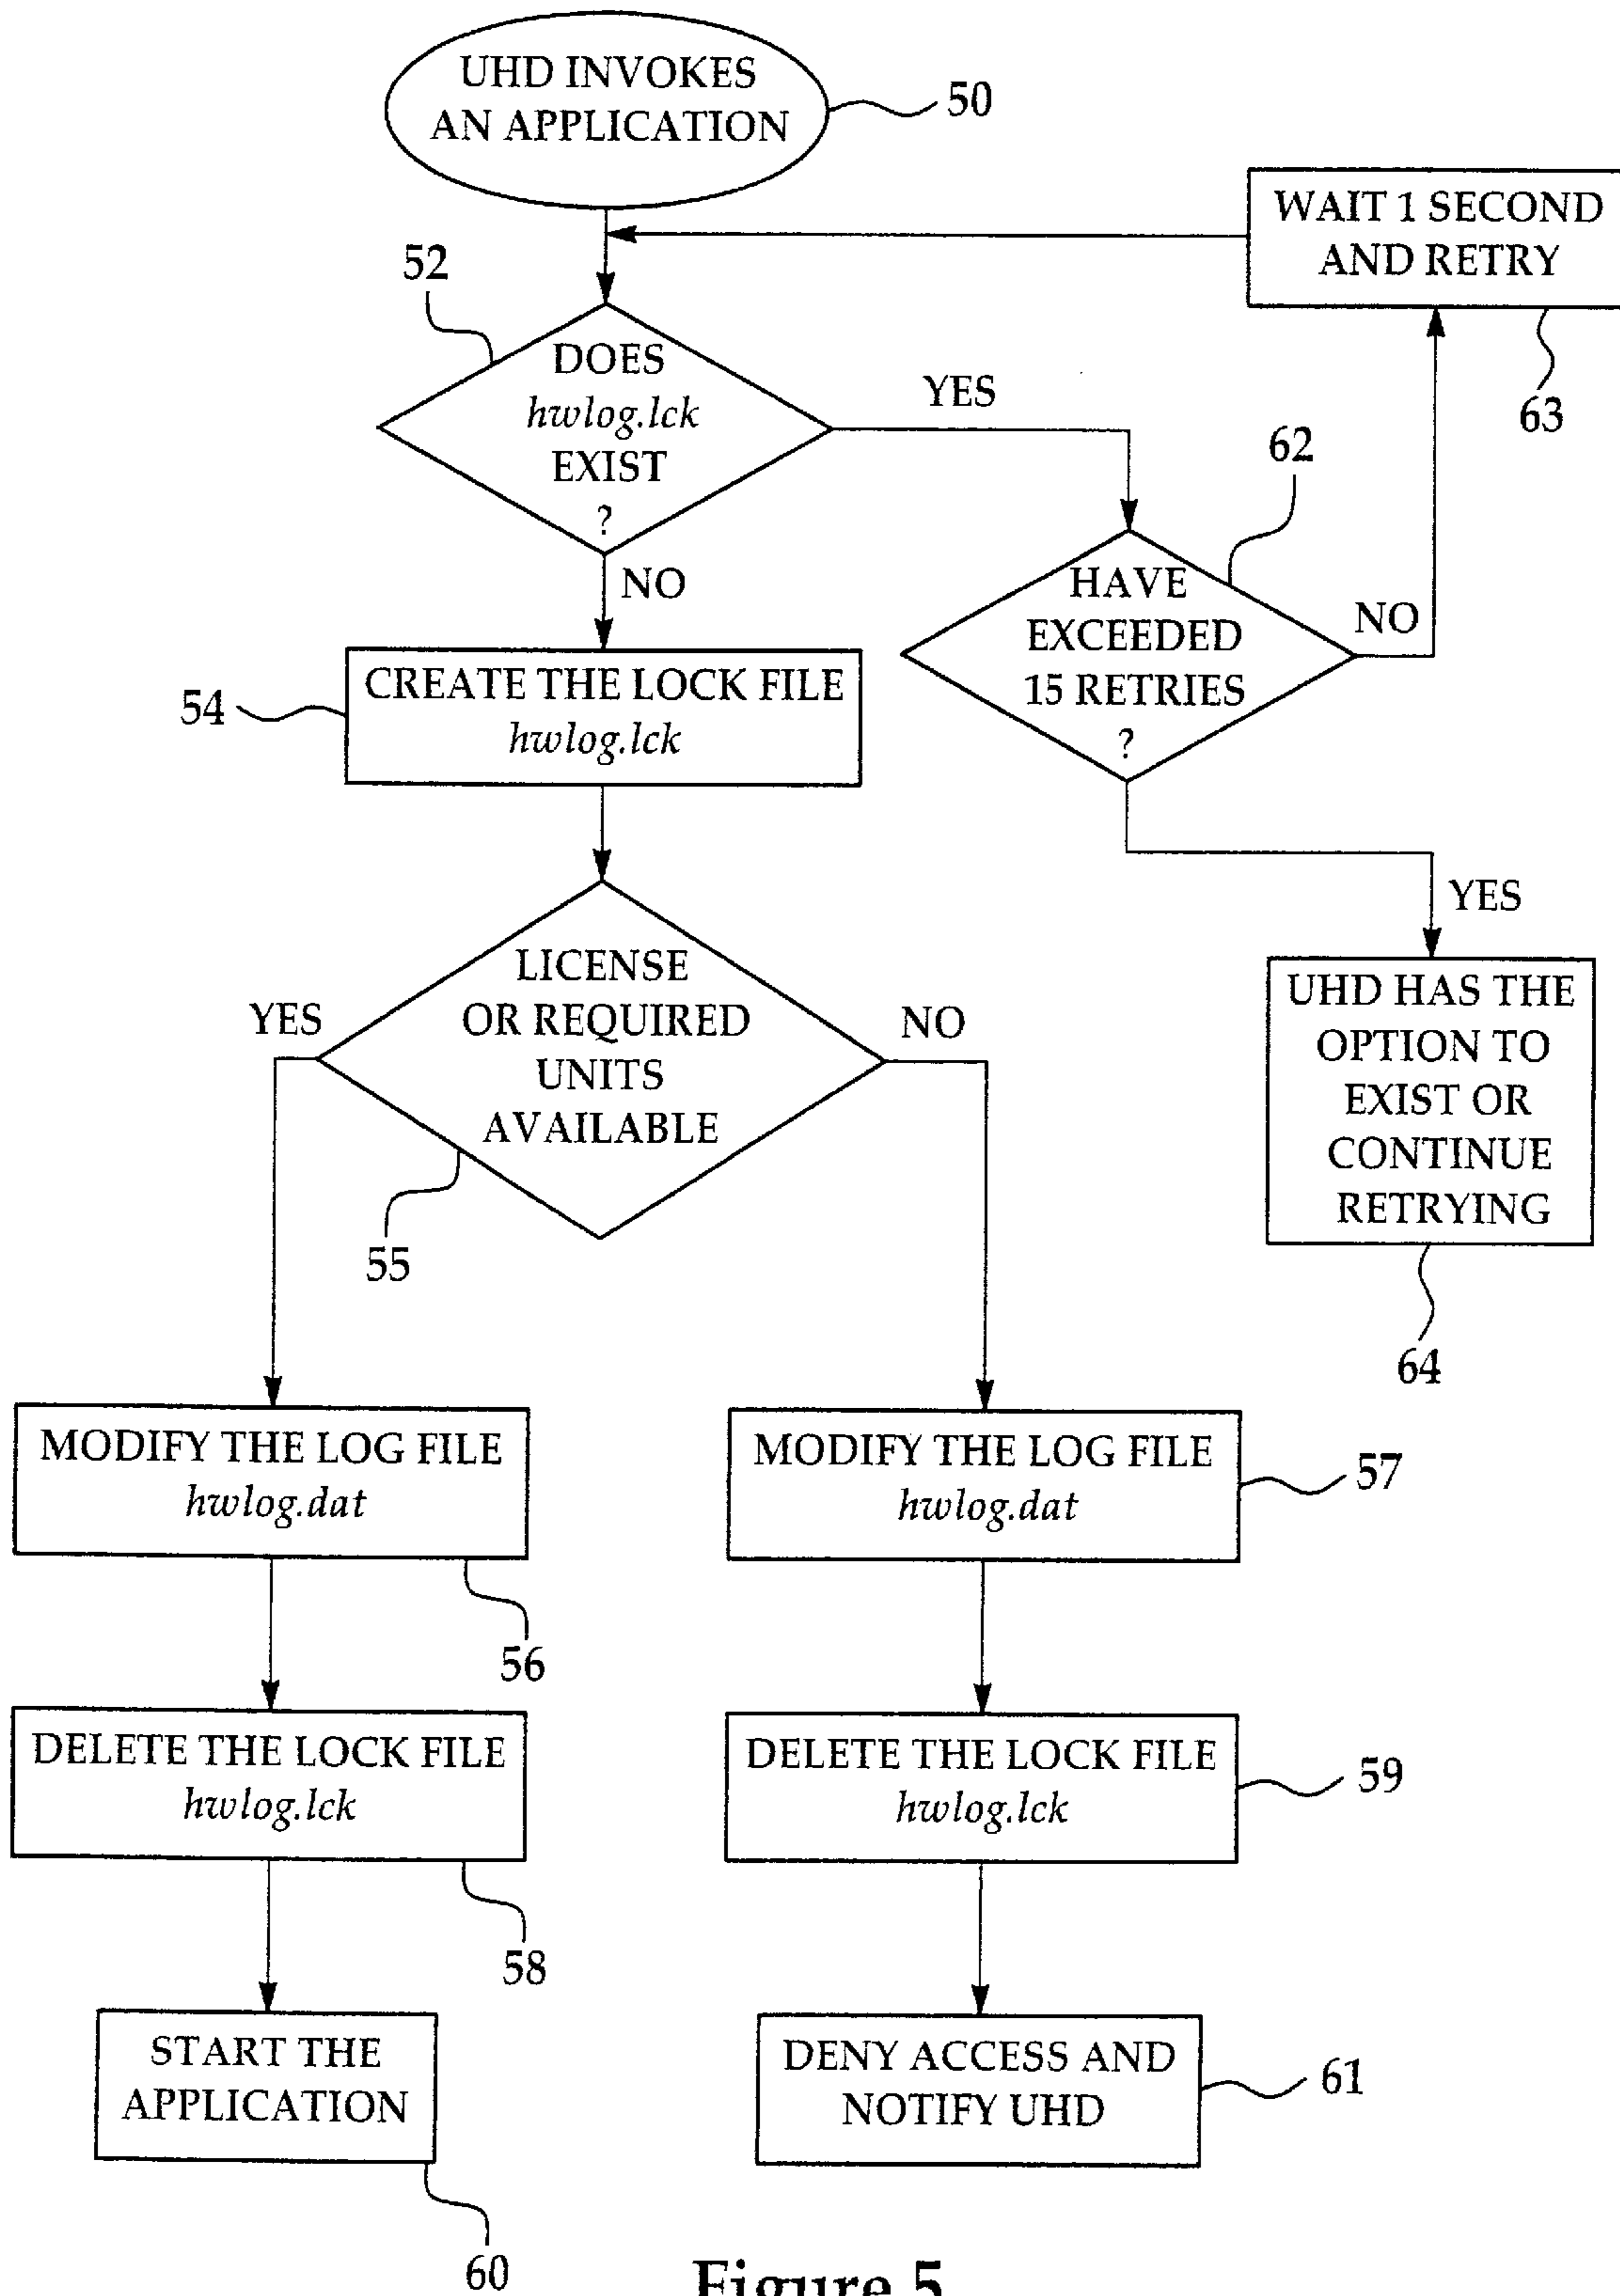 UHD INVOKES
AN APPLICATION
50
WAIT 1 SECOND
AND RETRY
63
52
DOES
hwlog.lck
EXIST
?
YES
NO
62
HAVE
EXCEEDED
15 RETRIES
?
NO
YES
54
CREATE THE LOCK FILE
hwlog.lck
LICENSE
OR REQUIRED
UNITS
AVAILABLE
YES
NO
55
UHD HAS THE
OPTION TO
EXIST OR
CONTINUE
RETRYING
64
MODIFY THE LOG FILE
hwlog.dat
56
MODIFY THE LOG FILE
hwlog.dat
57
DELETE THE LOCK FILE
hwlog.lck
58
DELETE THE LOCK FILE
hwlog.lck
59
START THE
APPLICATION
60
DENY ACCESS AND
NOTIFY UHD
61
Figure 5